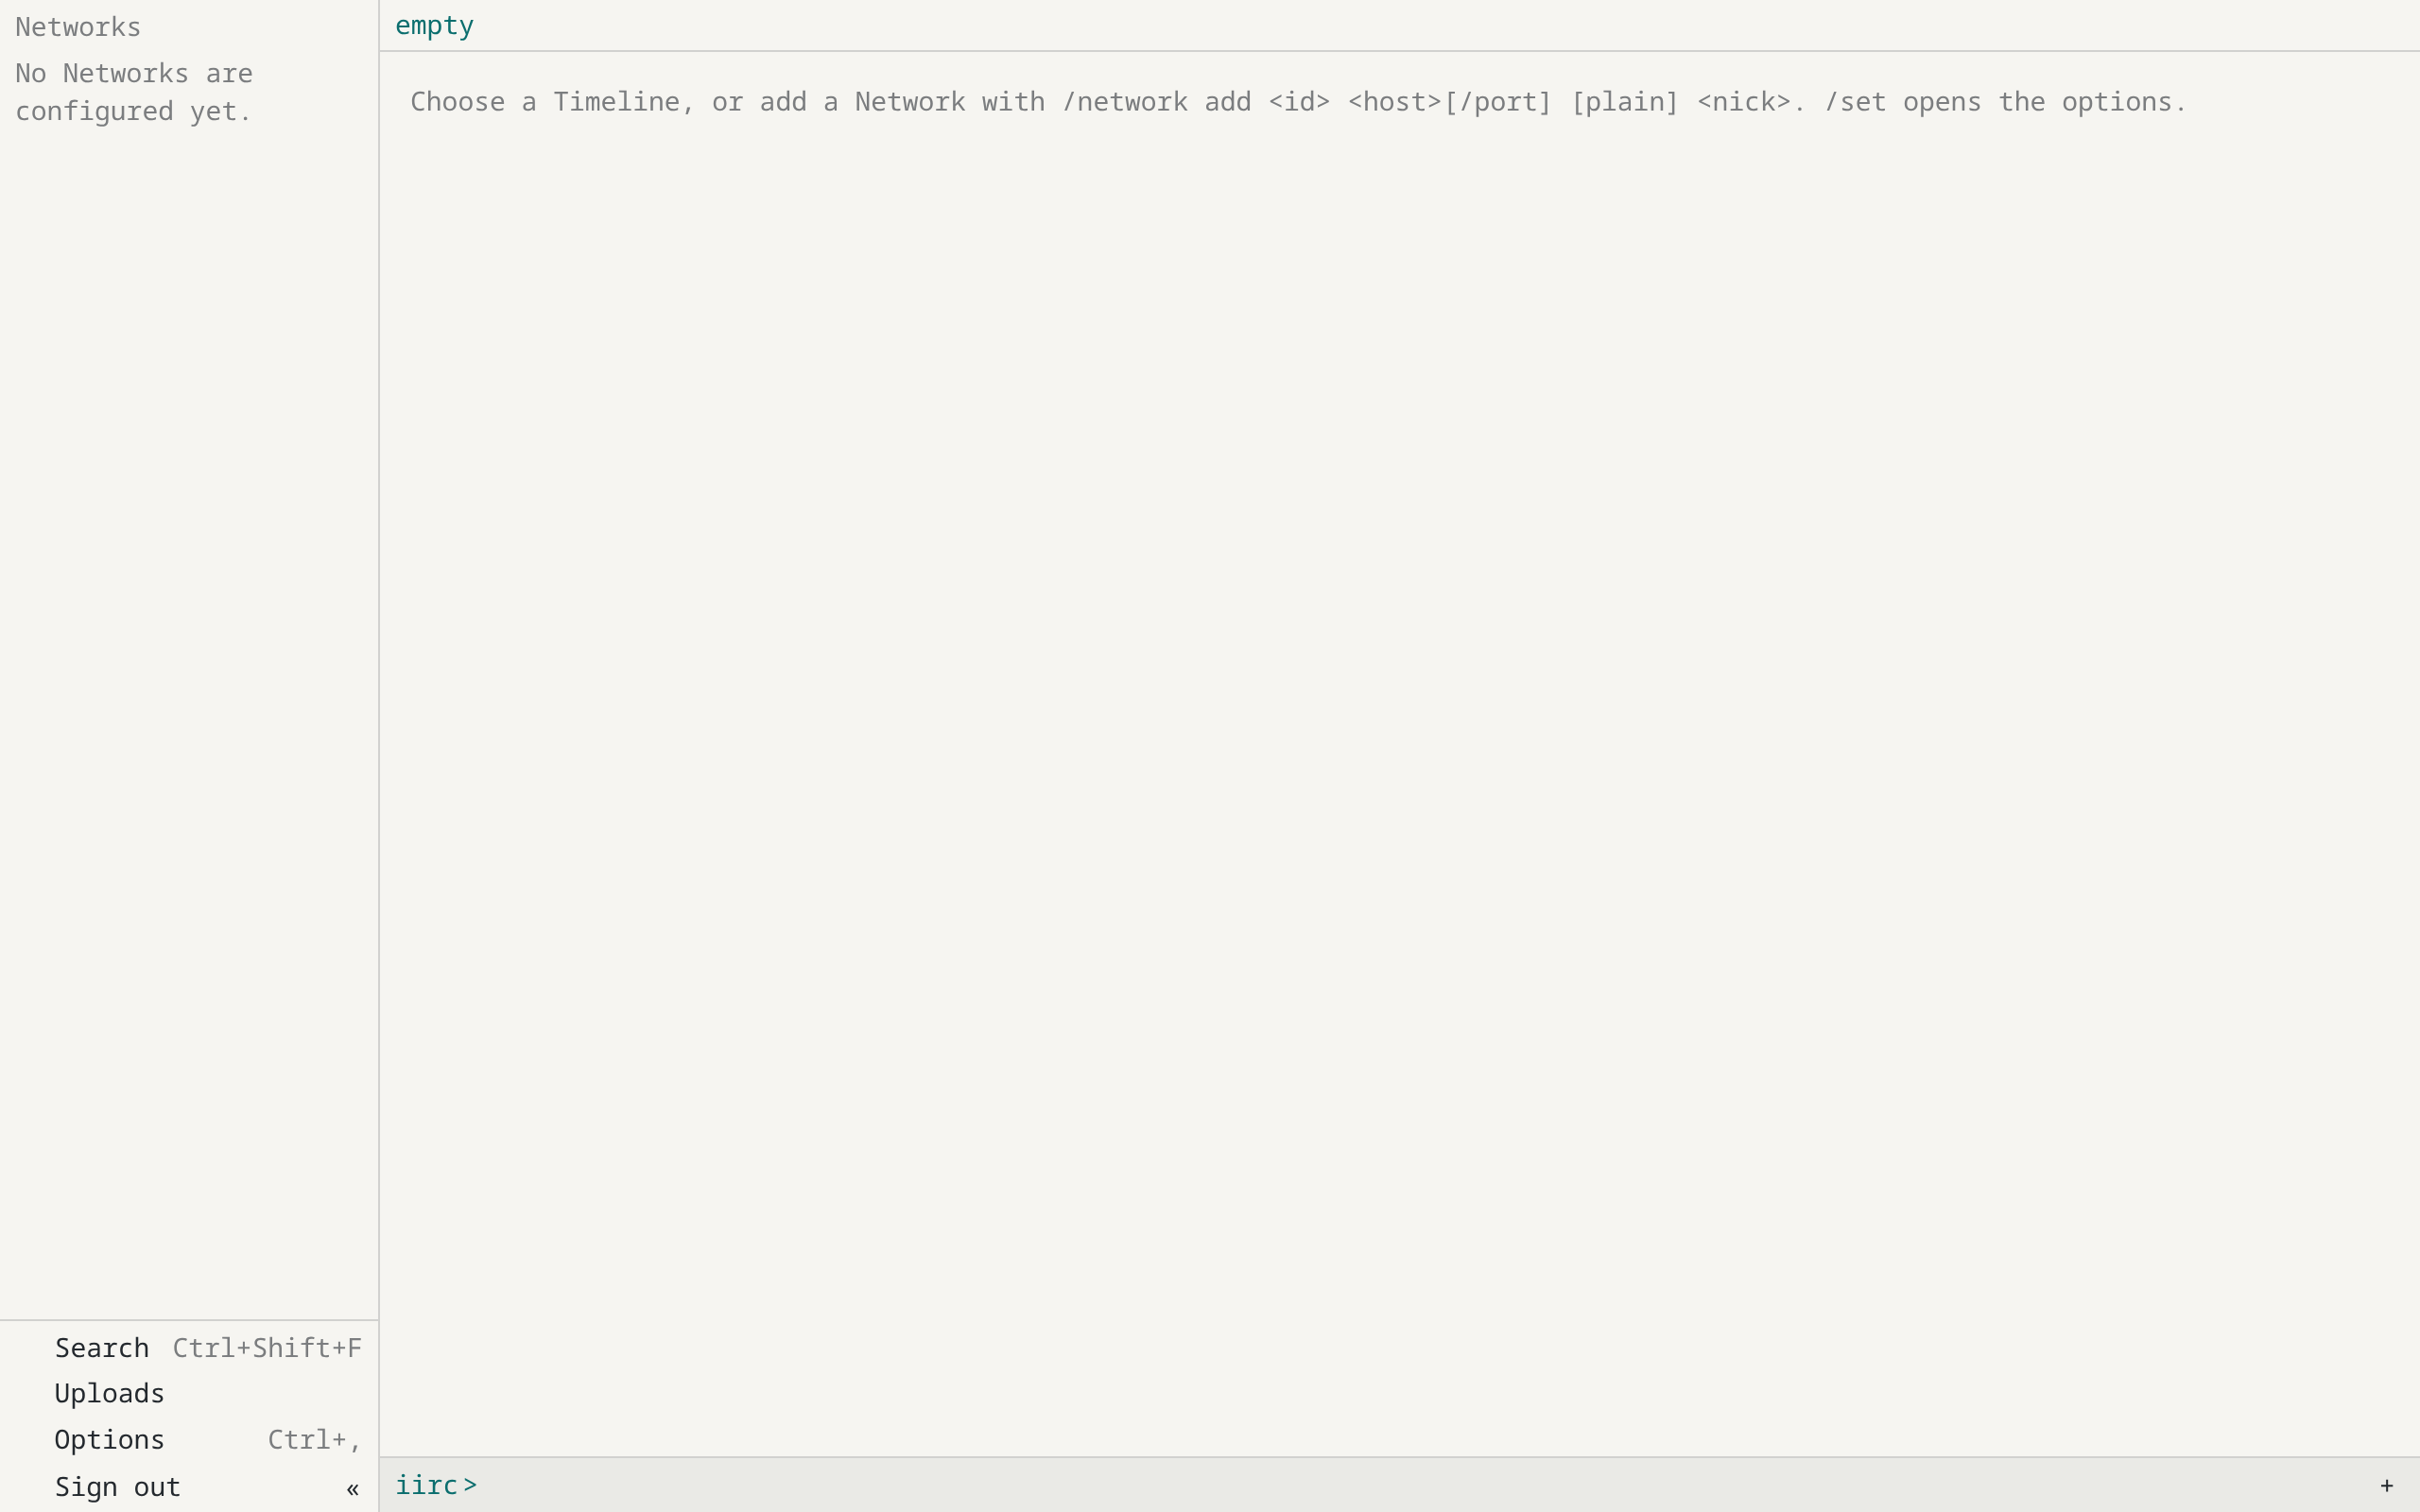 Networks
No Networks are
configured yet.
empty
Choose a Timeline, or add a Network with /network add <id> <host>[/port] [plain] <nick>. /set opens the options.
Search Ctrl+Shift+F
Uploads
Options Ctrl+,
Sign out «
iirc> +